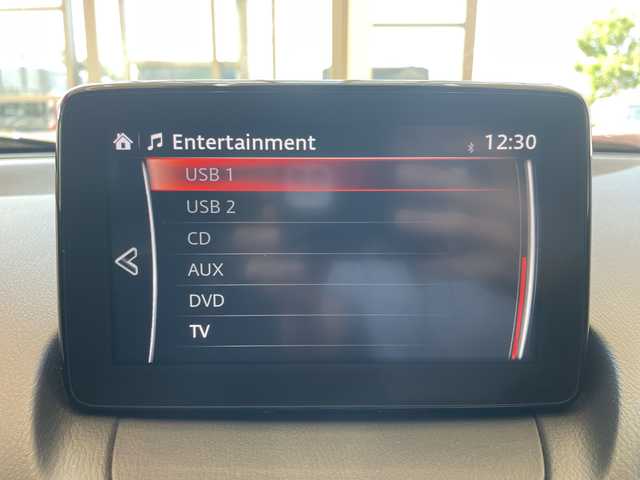 Entertainment 12:30
USB 1
USB 2
CD
AUX
DVD
TV